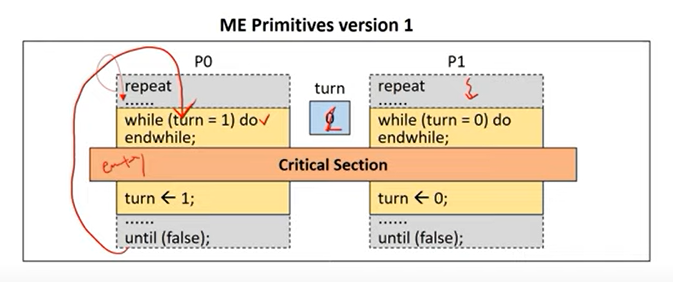 ME Primitives version 1
P0
repeat
......
while (turn = 1) do
endwhile;
turn
0
P1
repeat
......
while (turn = 0) do
endwhile;
empty
Critical Section
turn ← 1;
......
until (false);
turn ← 0;
......
until (false);